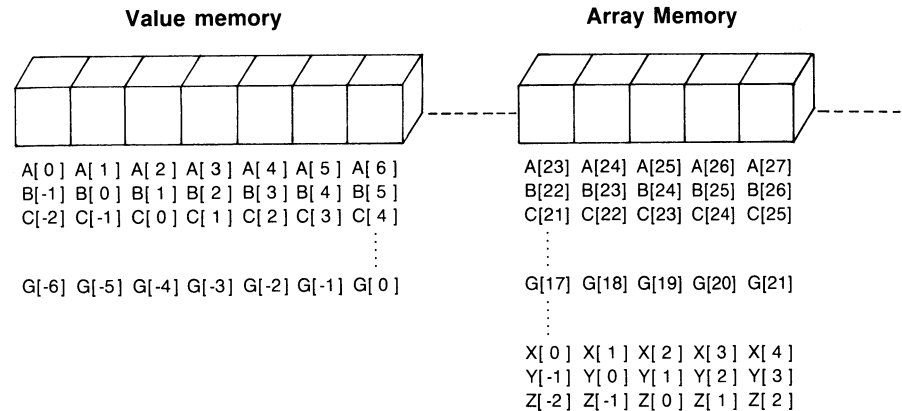 Value memory
A[ 0 ] A[ 1 ] A[ 2 ] A[ 3 ] A[ 4 ] A[ 5 ] A[ 6 ]
B[-1] B[ 0 ] B[ 1 ] B[ 2 ] B[ 3 ] B[ 4 ] B[ 5 ]
C[-2] C[-1] C[ 0 ] C[ 1 ] C[ 2 ] C[ 3 ] C[ 4 ]
G[-6] G[-5] G[-4] G[-3] G[-2] G[-1] G[ 0 ]
Array Memory
A[23] A[24] A[25] A[26] A[27]
B[22] B[23] B[24] B[25] B[26]
C[21] C[22] C[23] C[24] C[25]
G[17] G[18] G[19] G[20] G[21]
X[ 0 ] X[ 1 ] X[ 2 ] X[ 3 ] X[ 4 ]
Y[-1] Y[ 0 ] Y[ 1 ] Y[ 2 ] Y[ 3 ]
Z[-2] Z[-1] Z[ 0 ] Z[ 1 ] Z[ 2 ]